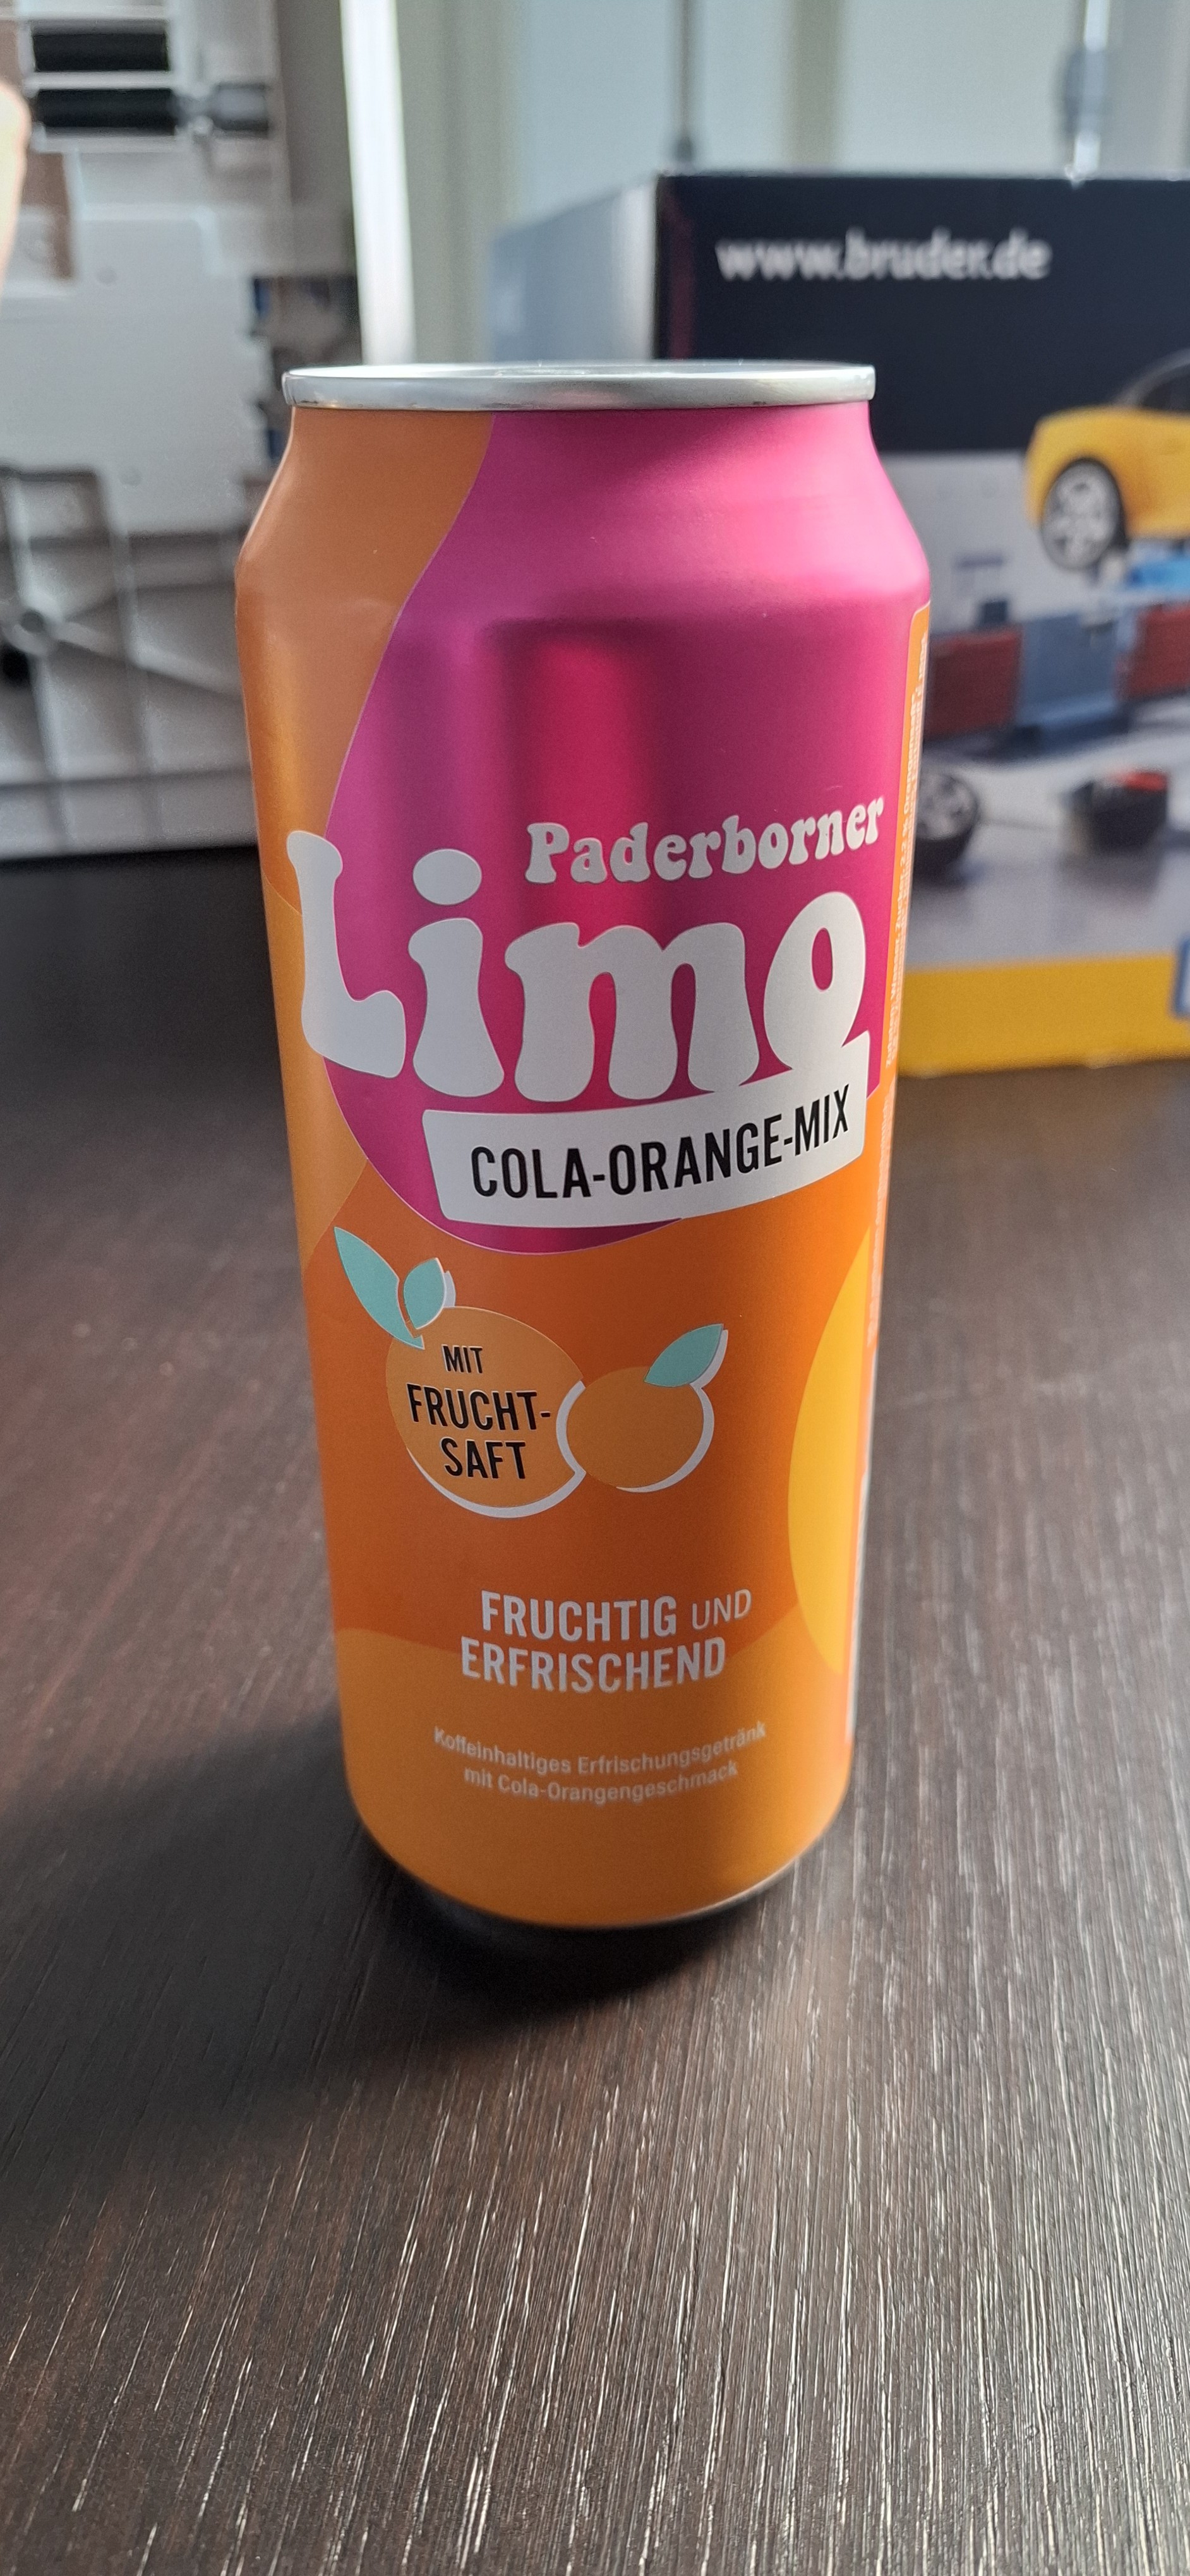 www.bruder.de
Paderborner
Limo
COLA-ORANGE-MIX
MIT
FRUCHT-
SAFT
FRUCHTIG UND
ERFRISCHEND
Koffeinhaltiges Erfrischungsgetränk
mit Cola-Orangengeschmack